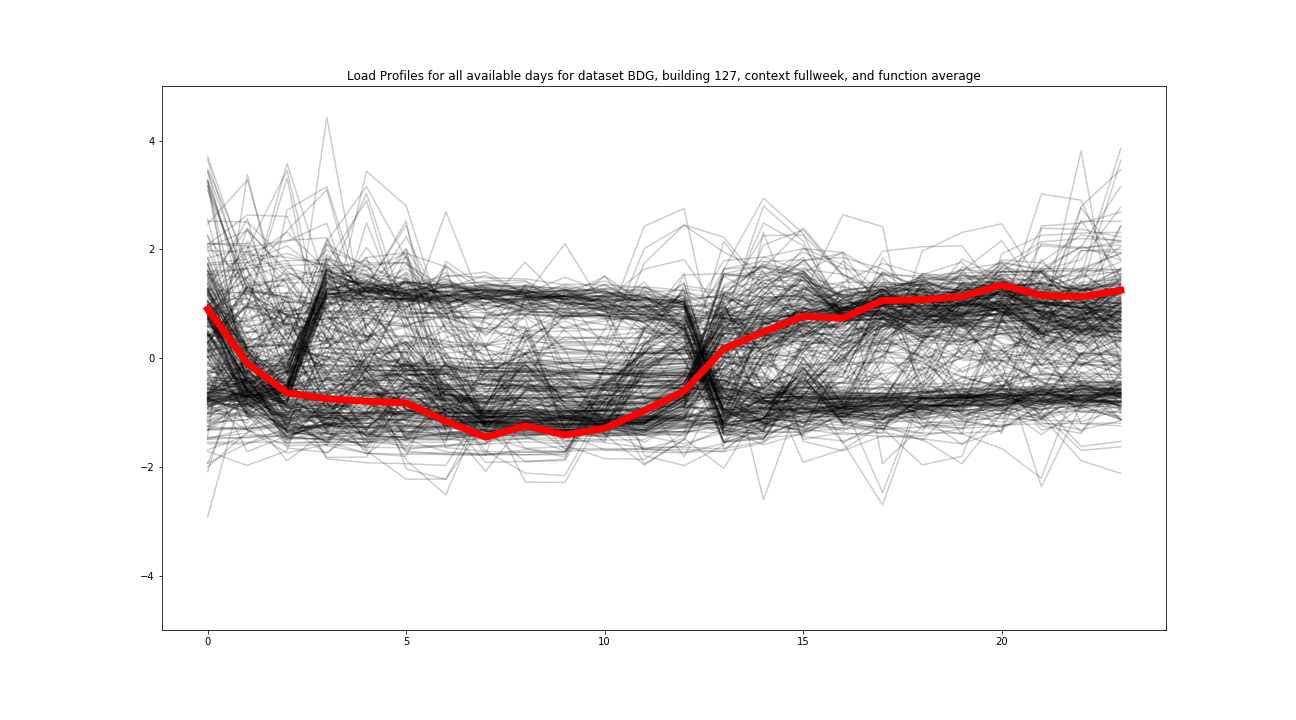 Load Profiles for all available days for dataset BDG, building 127, context fullweek, and function average
4
2
0
−2
−4
0 5 10 15 20